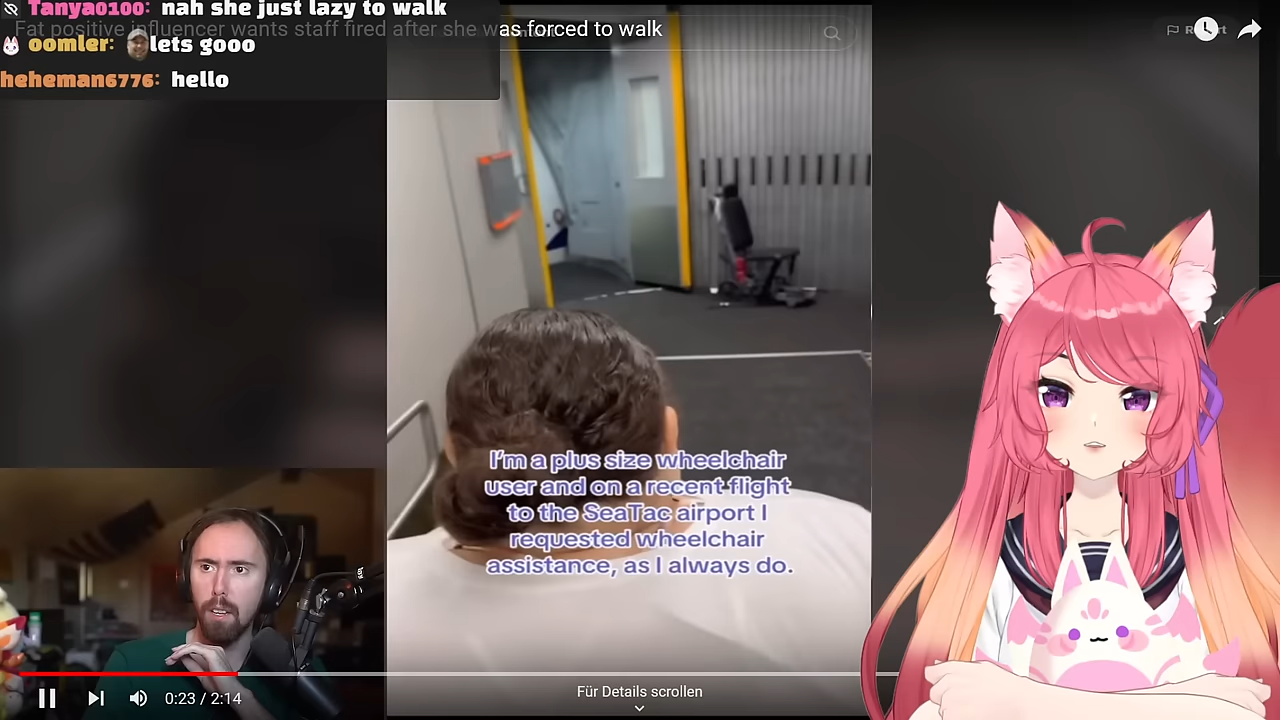 Tanya0100: nah she just lazy to walk
Fat positive influencer wants staff fired after she was forced to walk
oomler: lets gooo
heheman6776: hello
I'm a plus size wheelchair
user and on a recent flight
to the SeaTac airport I
requested wheelchair
assistance, as I always do.
0:23 / 2:14
Für Details scrollen